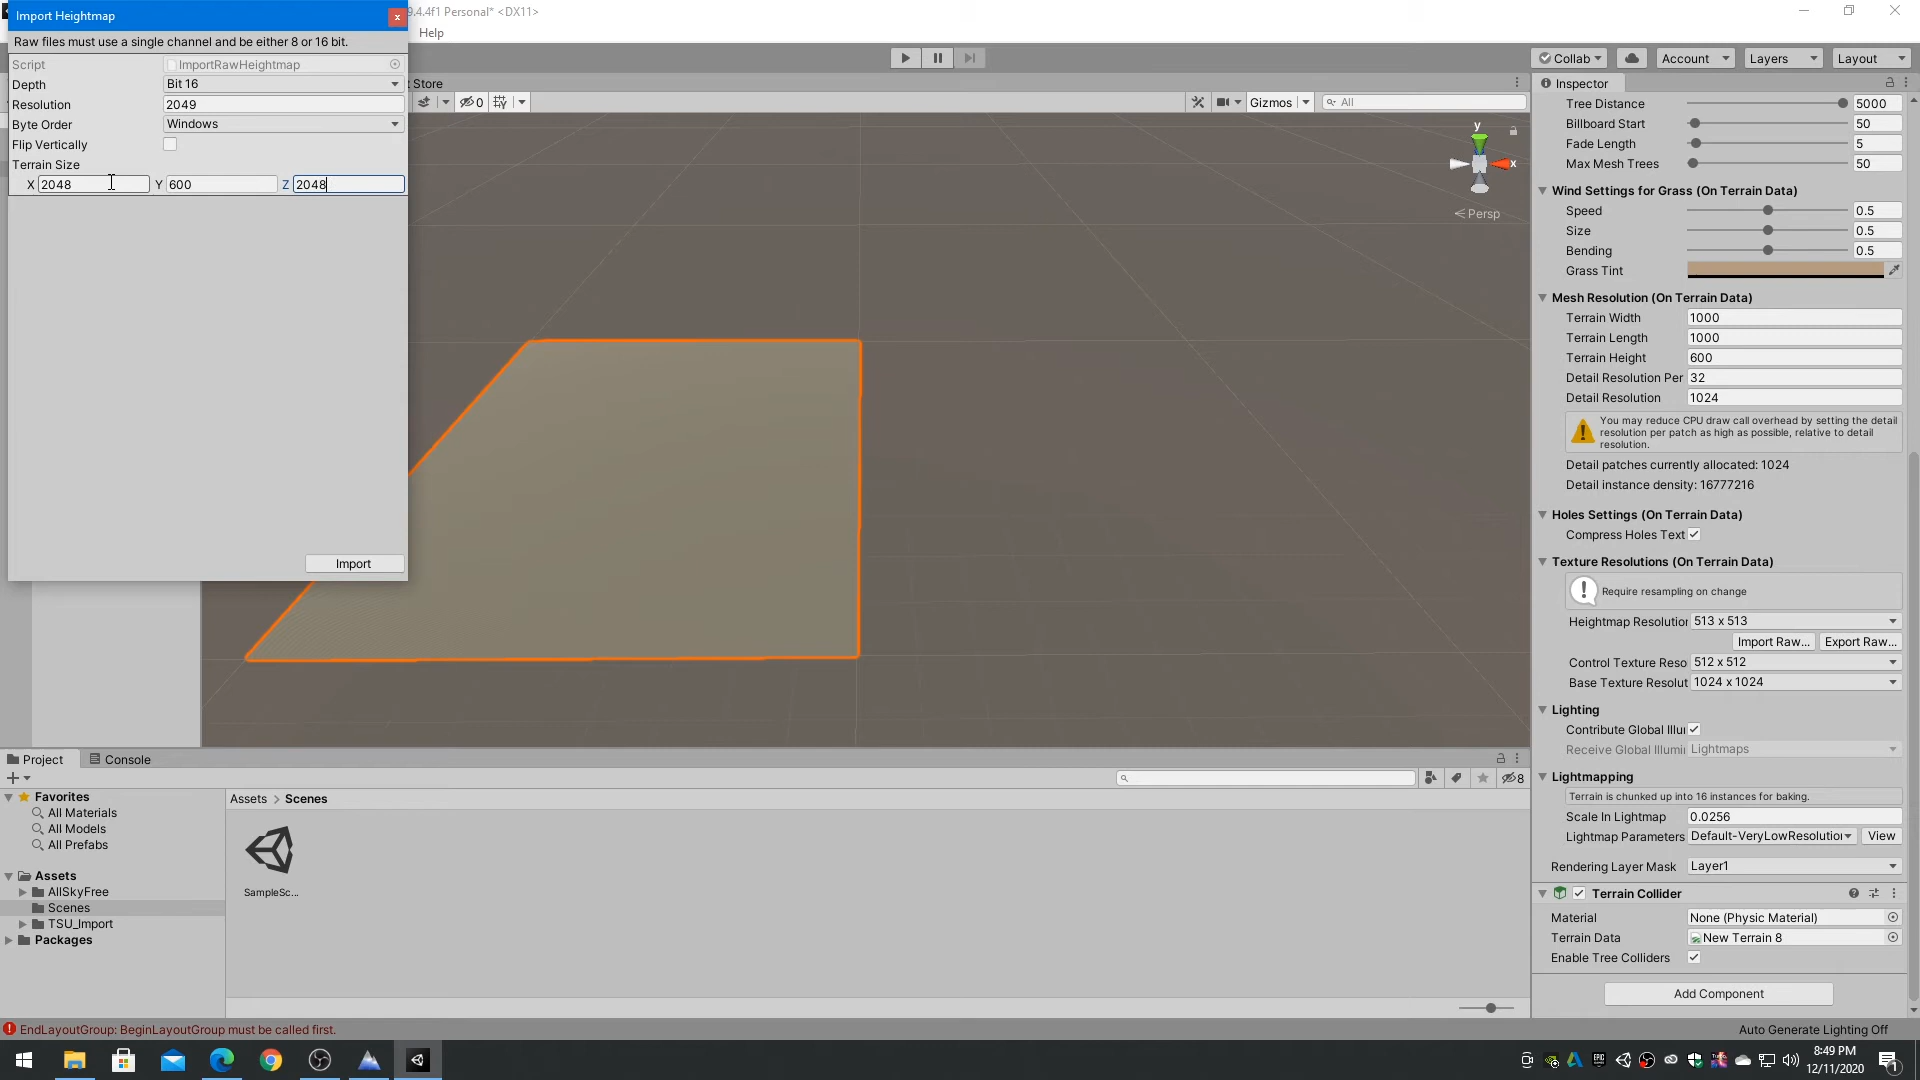 Import Heightmap
9.4.4f1 Personal* <DX11>
Raw files must use a single channel and be either 8 or 16 bit.
Help
Script ImportRawHeightmap
Depth Bit 16
Resolution 2049
Byte Order Windows
Flip Vertically
Terrain Size
X 2048 Y 600 Z 2048
Import
Collab Account Layers Layout
t Store
0 Gizmos All
y
x
Persp
Inspector
Tree Distance 5000
Billboard Start 50
Fade Length 5
Max Mesh Trees 50
Wind Settings for Grass (On Terrain Data)
Speed 0.5
Size 0.5
Bending 0.5
Grass Tint
Mesh Resolution (On Terrain Data)
Terrain Width 1000
Terrain Length 1000
Terrain Height 600
Detail Resolution Per 32
Detail Resolution 1024
You may reduce CPU draw call overhead by setting the detail
resolution per patch as high as possible, relative to detail
resolution.
Detail patches currently allocated: 1024
Detail instance density: 16777216
Holes Settings (On Terrain Data)
Compress Holes Text
Texture Resolutions (On Terrain Data)
Require resampling on change
Heightmap Resolution 513 x 513
Import Raw... Export Raw...
Control Texture Reso 512 x 512
Base Texture Resolut 1024 x 1024
Lighting
Contribute Global Illu
Receive Global Illumi Lightmaps
Lightmapping
Terrain is chunked up into 16 instances for baking.
Scale In Lightmap 0.0256
Lightmap Parameters Default-VeryLowResolution View
Rendering Layer Mask Layer1
Terrain Collider
Material None (Physic Material)
Terrain Data New Terrain 8
Enable Tree Colliders
Add Component
Project Console
8
Favorites
All Materials
All Models
All Prefabs
Assets
AllSkyFree
Scenes
TSU_Import
Packages
Assets > Scenes
SampleSc...
EndLayoutGroup: BeginLayoutGroup must be called first.
Auto Generate Lighting Off
8:49 PM
12/11/2020
1